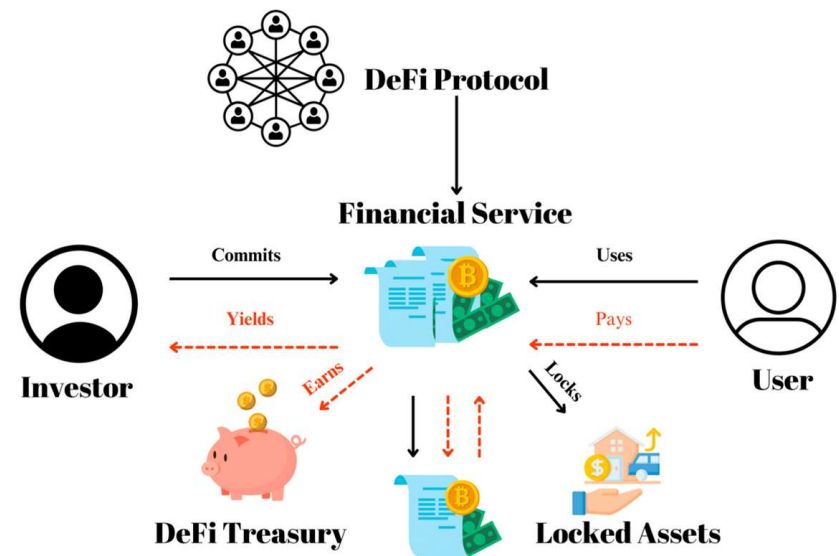 DeFi Protocol
Financial Service
Commits
Uses
Yields
Pays
Investor
Earns
Locks
User
DeFi Treasury
Locked Assets